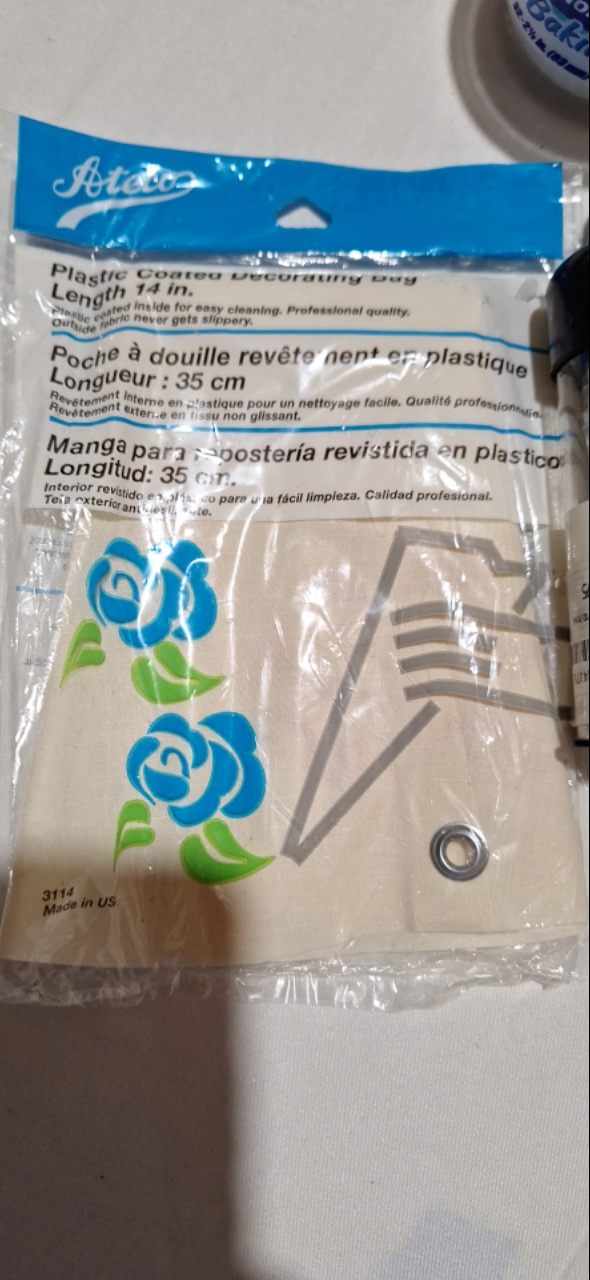 Ateco
Plastic Coated Decorating Bag
Length 14 in.
Plastic coated inside for easy cleaning. Professional quality.
Outside fabric never gets slippery.
Poche à douille revêtement en plastique
Longueur : 35 cm
Revêtement interne en plastique pour un nettoyage facile. Qualité professionnelle.
Revêtement externe en tissu non glissant.
Manga para repostería revistida en plastico
Longitud: 35 cm.
Interior revistido en plástico para una fácil limpieza. Calidad profesional.
Tela exterior
3114
Made in US
Baki